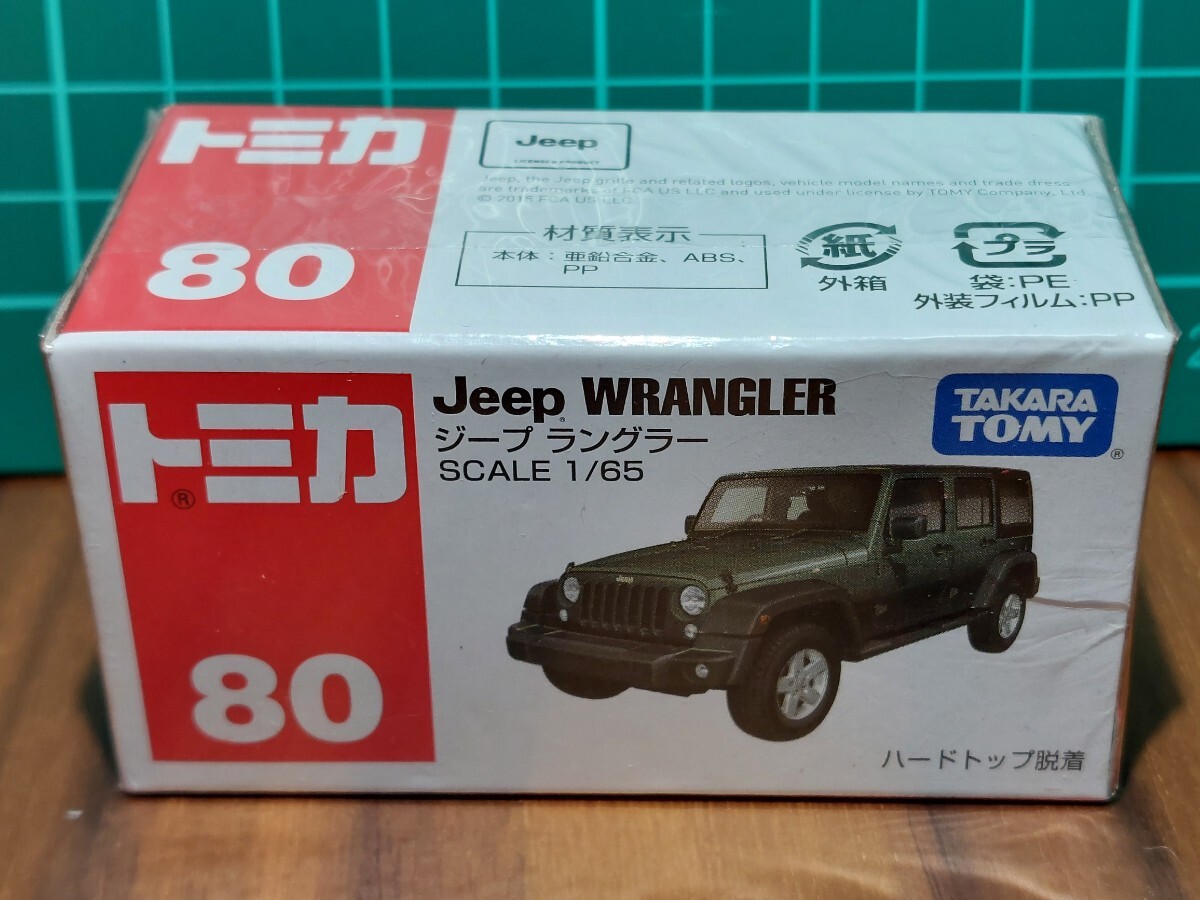 トミカ
80
Jeep
LICENSED PRODUCT
Jeep, the Jeep grille and related logos, vehicle model names and trade dress
are trademarks of FCA US LLC and used under license by TOMY Company, Ltd.
© 2015 FCA US LLC.
材質表示
本体：亜鉛合金、ABS、
PP
紙
外箱
プラ
袋：PE
外装フィルム：PP
トミカ®
80
Jeep® WRANGLER
ジープ ラングラー
SCALE 1/65
TAKARA
TOMY®
Jeep
ハードトップ脱着